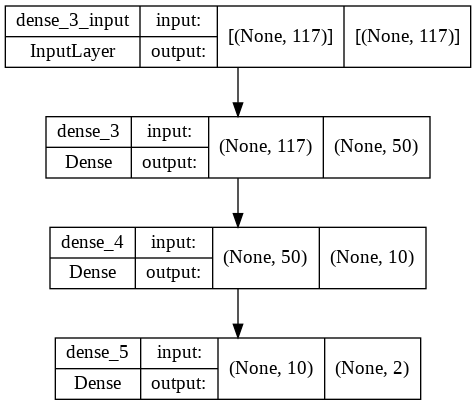 dense_3_input input: [(None, 117)] [(None, 117)]
InputLayer output:
dense_3 input: (None, 117) (None, 50)
Dense output:
dense_4 input: (None, 50) (None, 10)
Dense output:
dense_5 input: (None, 10) (None, 2)
Dense output: